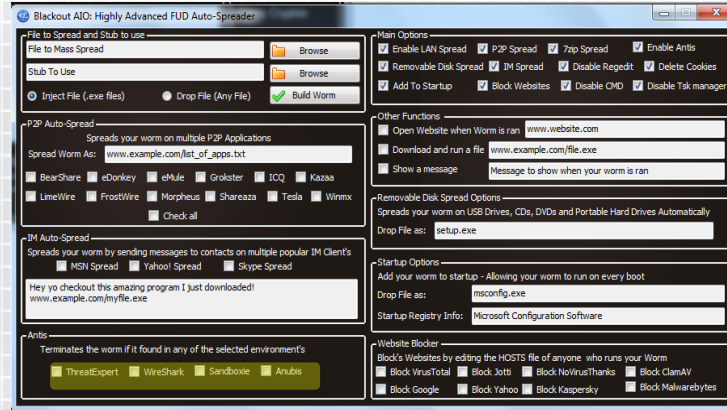 Blackout AIO: Highly Advanced FUD Auto-Spreader
File to Spread and Stub to use
File to Mass Spread
Browse
Stub To Use
Browse
Inject File (.exe files)
Drop File (Any File)
Build Worm
P2P Auto-Spread
Spreads your worm on multiple P2P Applications
Spread Worm As:
www.example.com/list_of_apps.txt
BearShare eDonkey eMule Grokster ICQ Kazaa
LimeWire FrostWire Morpheus Shareaza Tesla Winmx
Check all
IM Auto-Spread
Spreads your worm by sending messages to contacts on multiple popular IM Client's
MSN Spread Yahoo! Spread Skype Spread
Hey yo checkout this amazing program I just downloaded!
www.example.com/myfile.exe
Antis
Terminates the worm if it found in any of the selected environment's
ThreatExpert WireShark Sandboxie Anubis
Main Options
Enable LAN Spread P2P Spread 7zip Spread Enable Antis
Removable Disk Spread IM Spread Disable Regedit Delete Cookies
Add To Startup Block Websites Disable CMD Disable Tsk manager
Other Functions
Open Website when Worm is ran www.website.com
Download and run a file www.example.com/file.exe
Show a message Message to show when your worm is ran
Removable Disk Spread Options
Spreads your worm on USB Drives, CDs, DVDs and Portable Hard Drives Automatically
Drop File as: setup.exe
Startup Options
Add your worm to startup - Allowing your worm to run on every boot
Drop File as: msconfig.exe
Startup Registry Info: Microsoft Configuration Software
Website Blocker
Block's Websites by editing the HOSTS file of anyone who runs your Worm
Block VirusTotal Block Jotti Block NoVirusThanks Block ClamAV
Block Google Block Yahoo Block Kaspersky Block Malwarebytes